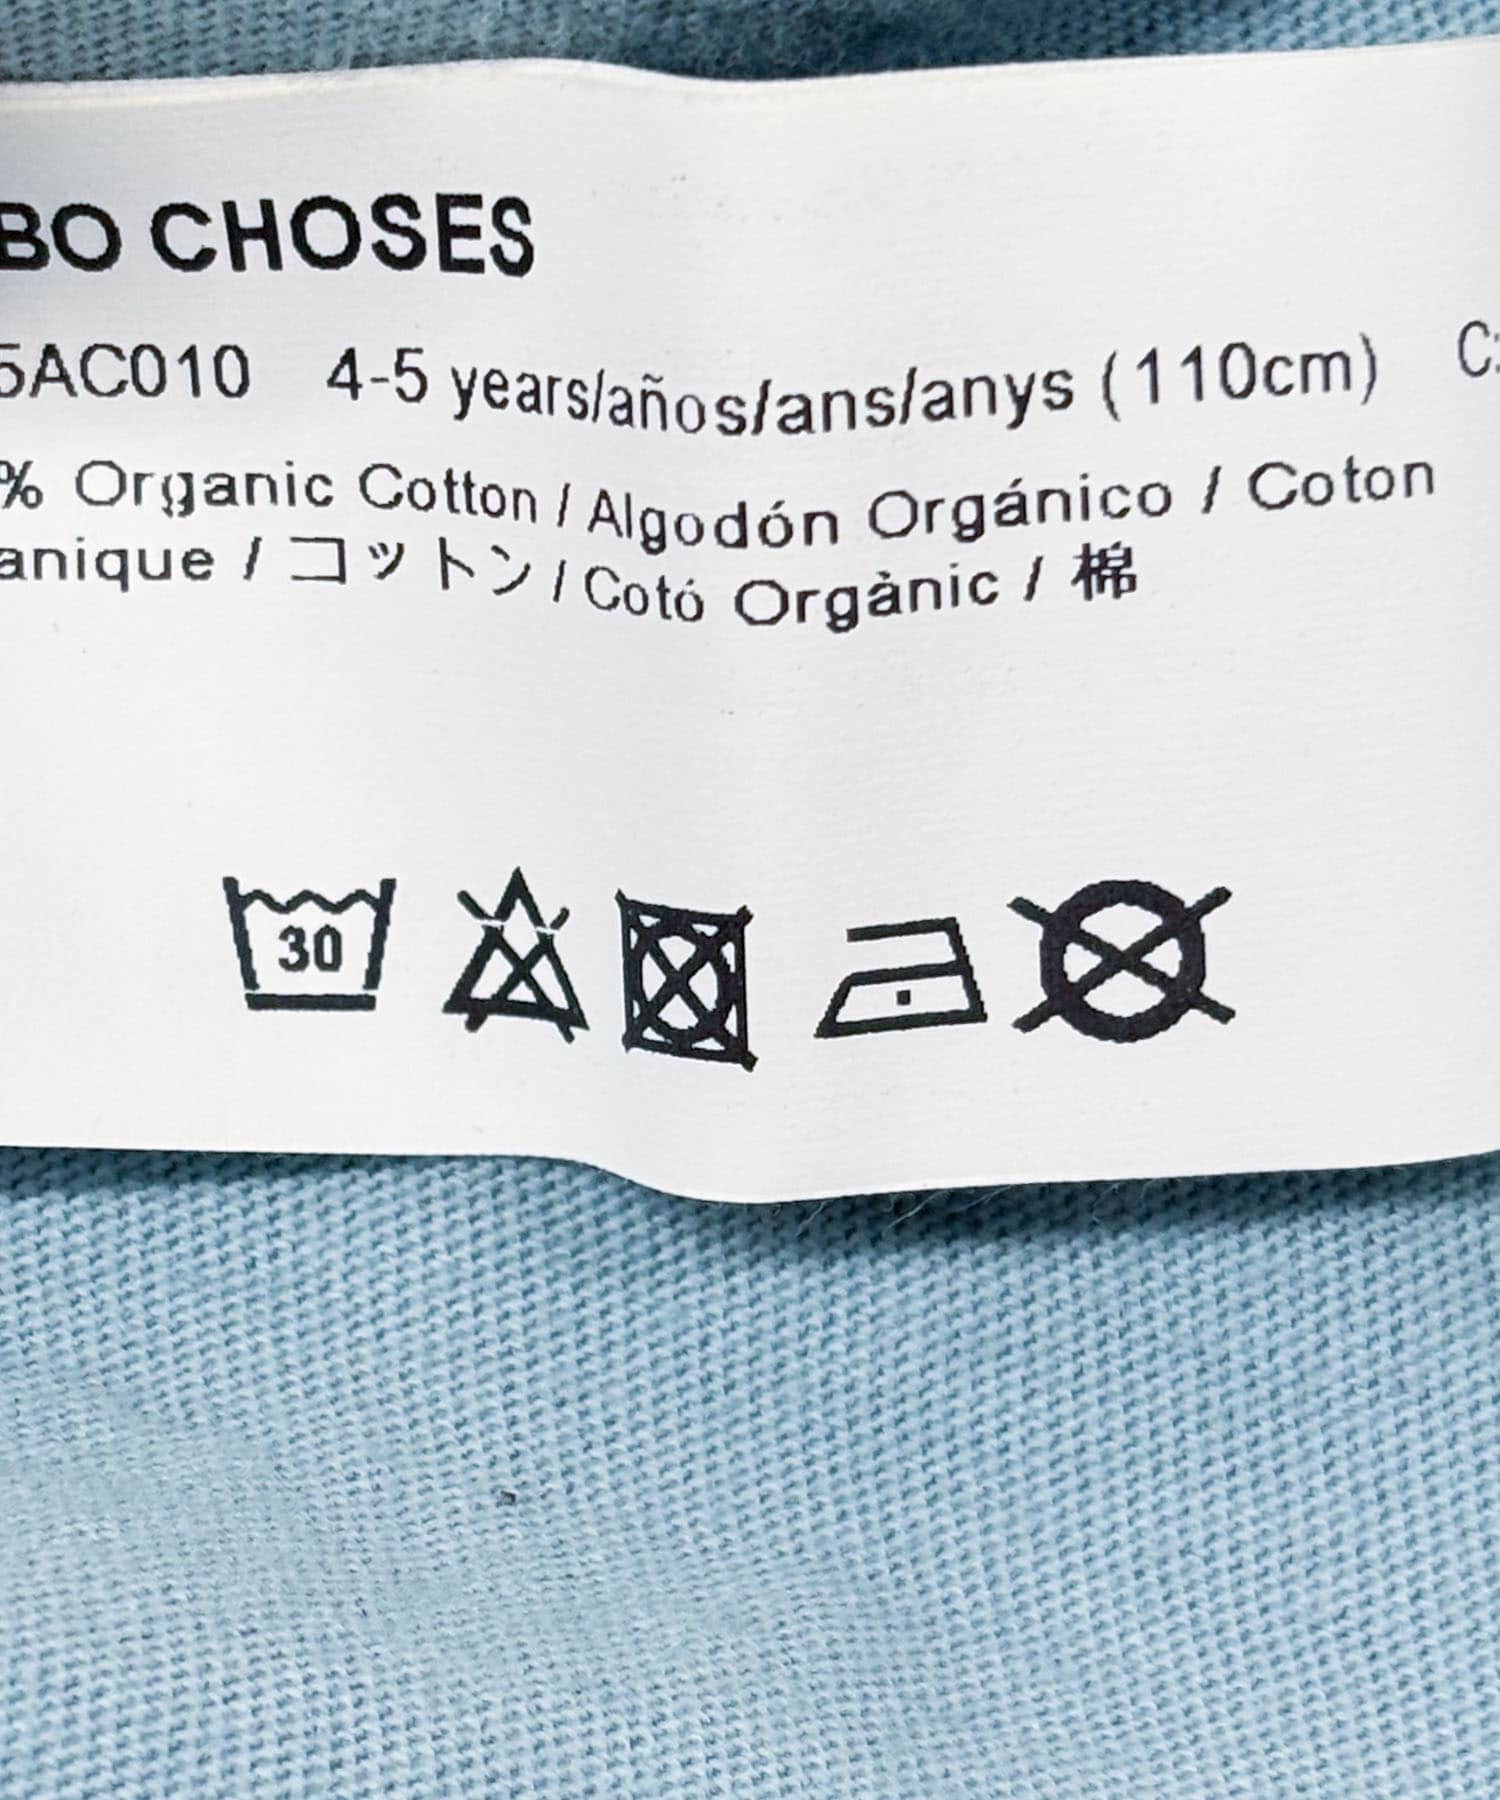 BO CHOSES
5AC010 4-5 years/años/ans/anys (110cm)
% Organic Cotton / Algodón Orgánico / Coton
anique / コットン / Cotó Orgànic / 棉
30